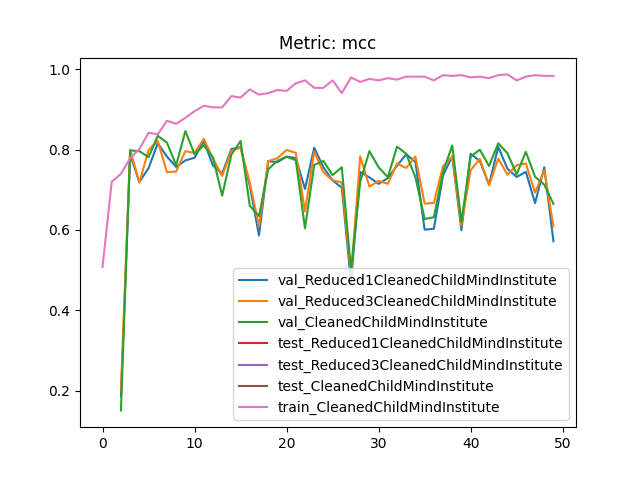 Metric: mcc
1.0
0.8
0.6
0.4
0.2
val_Reduced1CleanedChildMindInstitute
val_Reduced3CleanedChildMindInstitute
val_CleanedChildMindInstitute
test_Reduced1CleanedChildMindInstitute
test_Reduced3CleanedChildMindInstitute
test_CleanedChildMindInstitute
train_CleanedChildMindInstitute
0 10 20 30 40 50